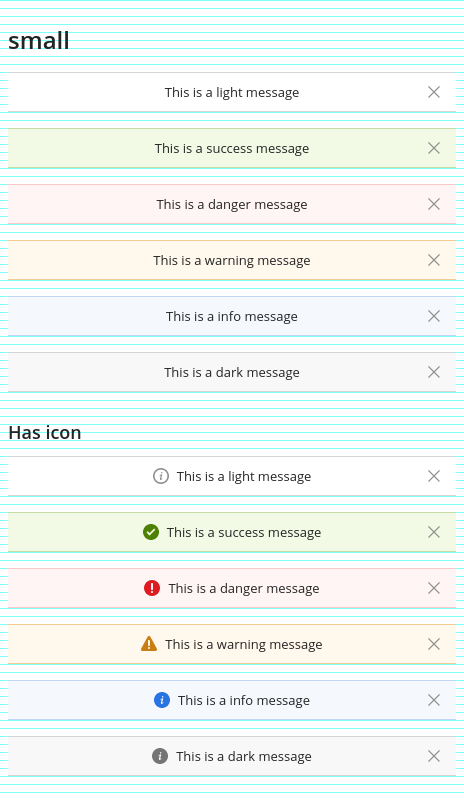 small
This is a light message
This is a success message
This is a danger message
This is a warning message
This is a info message
This is a dark message
Has icon
This is a light message
This is a success message
This is a danger message
This is a warning message
This is a info message
This is a dark message